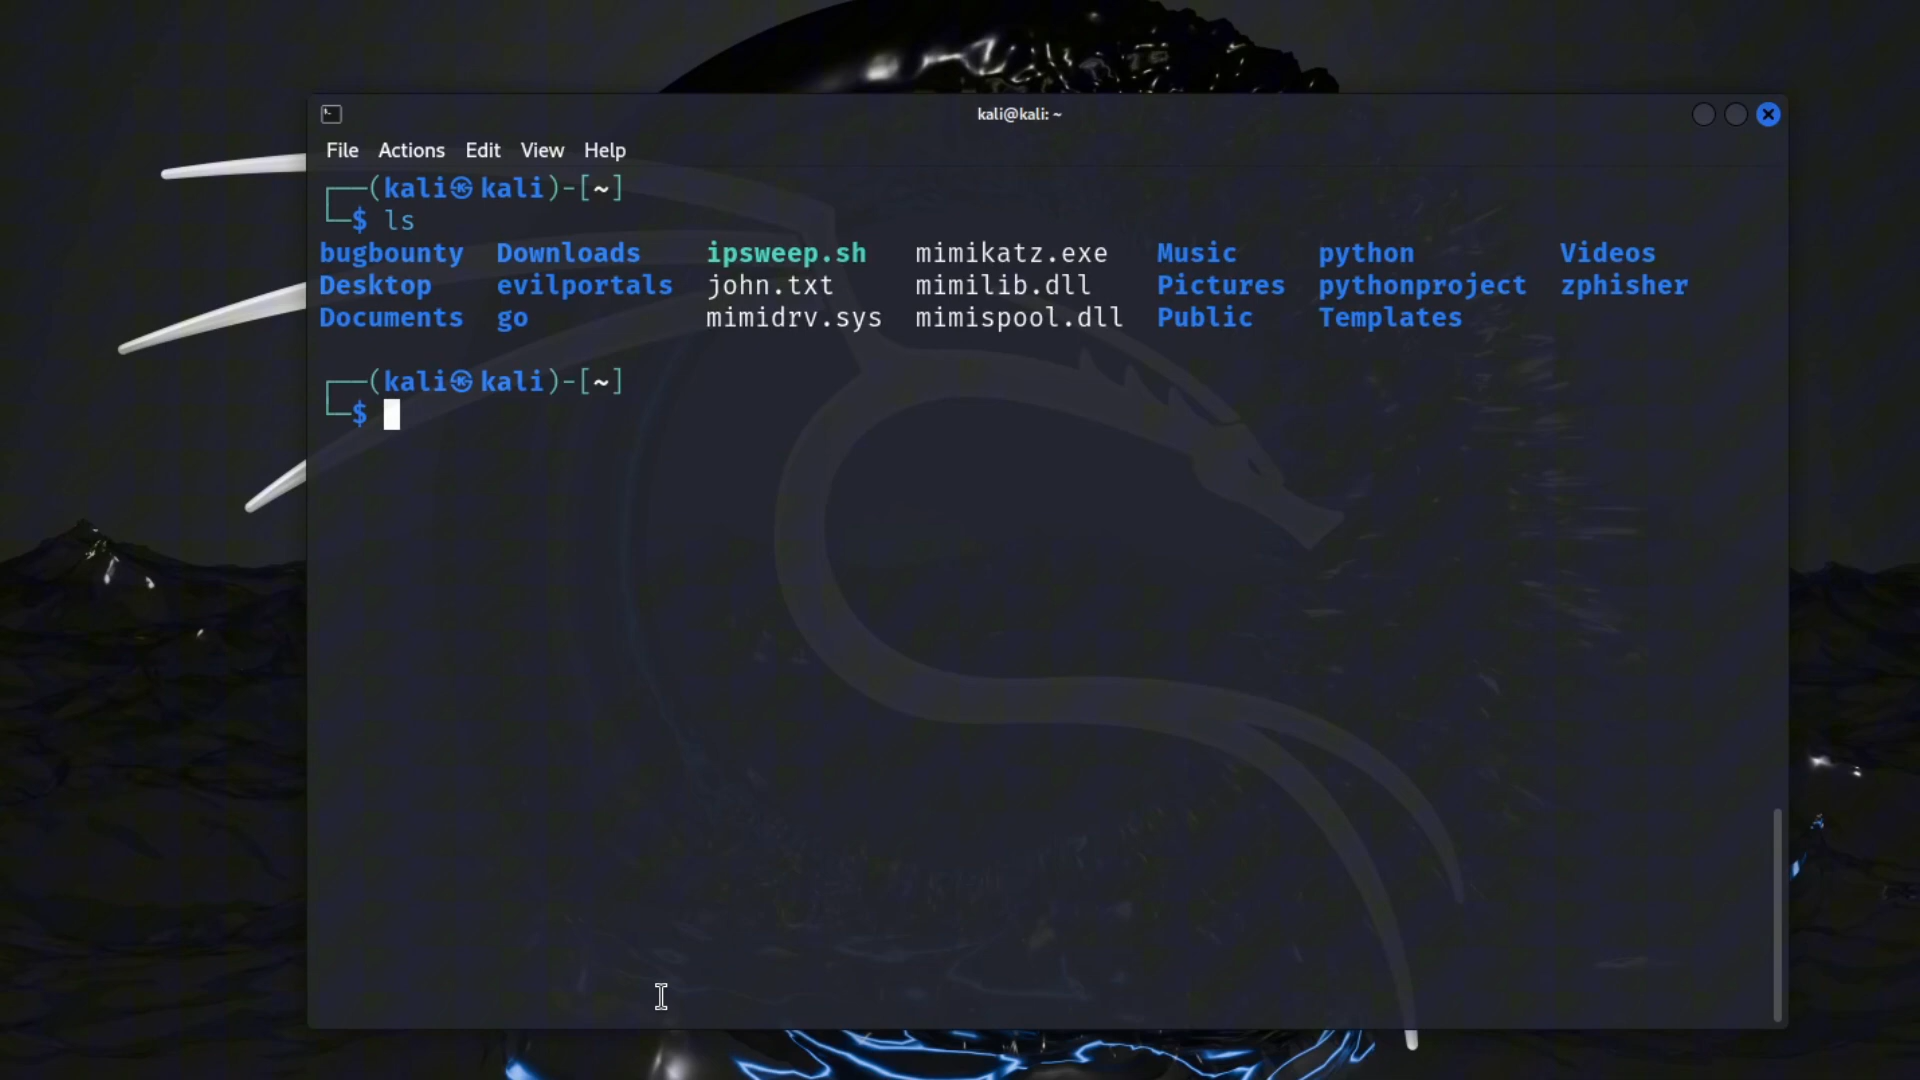 kali@kali: ~
File Actions Edit View Help
┌──(kali㉿kali)-[~]
└─$ ls
bugbounty Downloads ipsweep.sh mimikatz.exe Music python Videos
Desktop evilportals john.txt mimilib.dll Pictures pythonproject zphisher
Documents go mimidrv.sys mimispool.dll Public Templates
┌──(kali㉿kali)-[~]
└─$